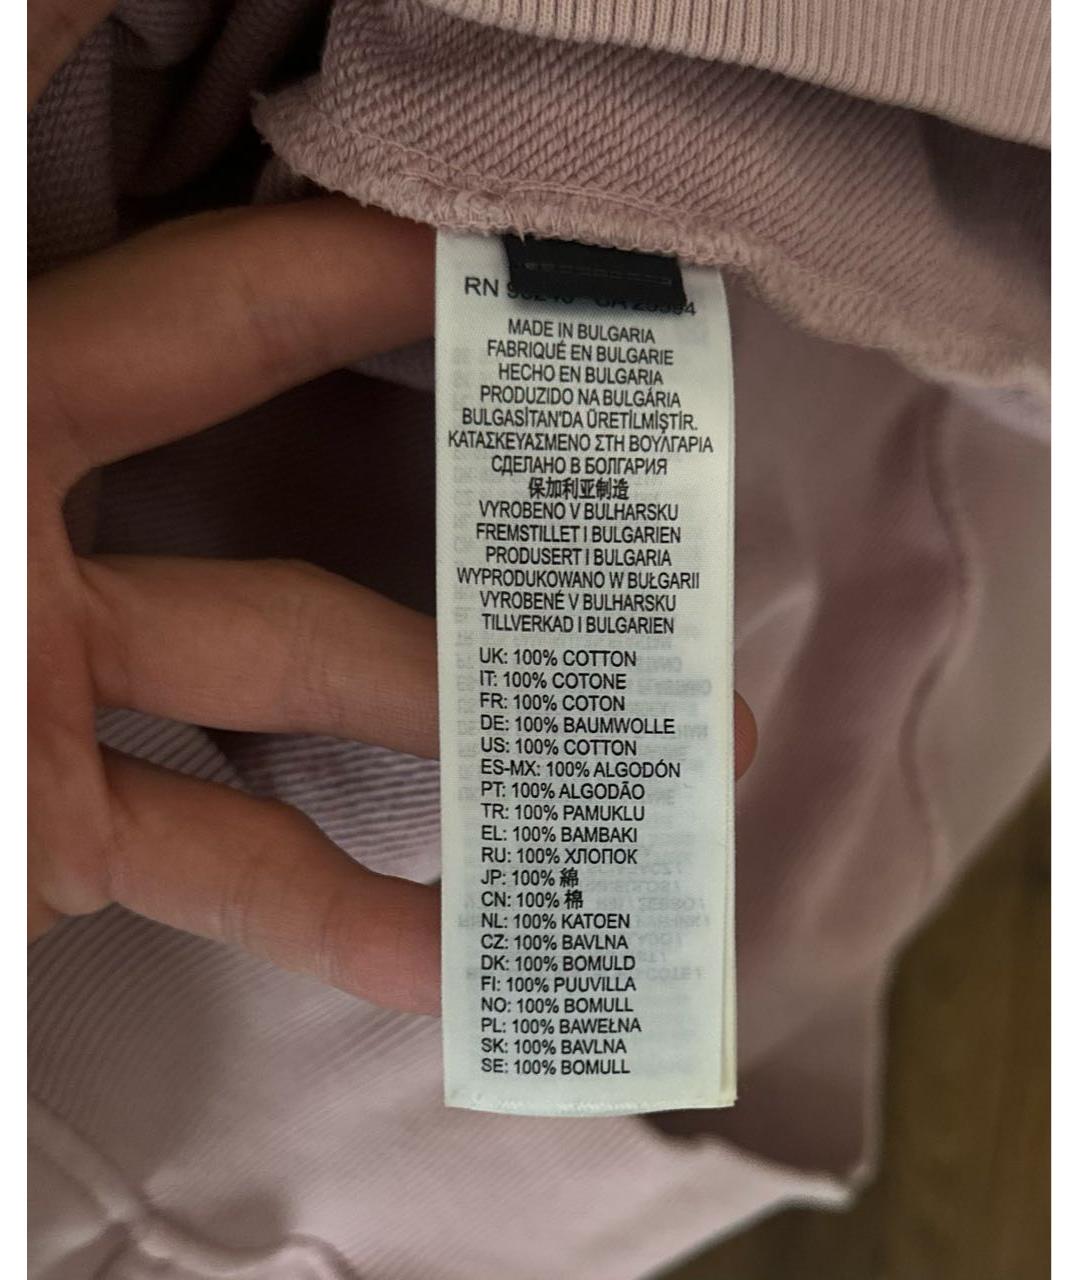 RN
MADE IN BULGARIA
FABRIQUÉ EN BULGARIE
HECHO EN BULGARIA
PRODUZIDO NA BULGÁRIA
BULGASİTAN'DA ÜRETİLMİŞTİR.
ΚΑΤΑΣΚΕΥΑΣΜΕΝΟ ΣΤΗ ΒΟΥΛΓΑΡΙΑ
СДЕЛАНО В БОЛГАРИЯ
保加利亚制造
VYROBENO V BULHARSKU
FREMSTILLET I BULGARIEN
PRODUSERT I BULGARIA
WYPRODUKOWANO W BUŁGARII
VYROBENÉ V BULHARSKU
TILLVERKAD I BULGARIEN
UK: 100% COTTON
IT: 100% COTONE
FR: 100% COTON
DE: 100% BAUMWOLLE
US: 100% COTTON
ES-MX: 100% ALGODÓN
PT: 100% ALGODÃO
TR: 100% PAMUKLU
EL: 100% ΒΑΜΒΑΚΙ
RU: 100% ХЛОПОК
JP: 100% 綿
CN: 100% 棉
NL: 100% KATOEN
CZ: 100% BAVLNA
DK: 100% BOMULD
FI: 100% PUUVILLA
NO: 100% BOMULL
PL: 100% BAWEŁNA
SK: 100% BAVLNA
SE: 100% BOMULL